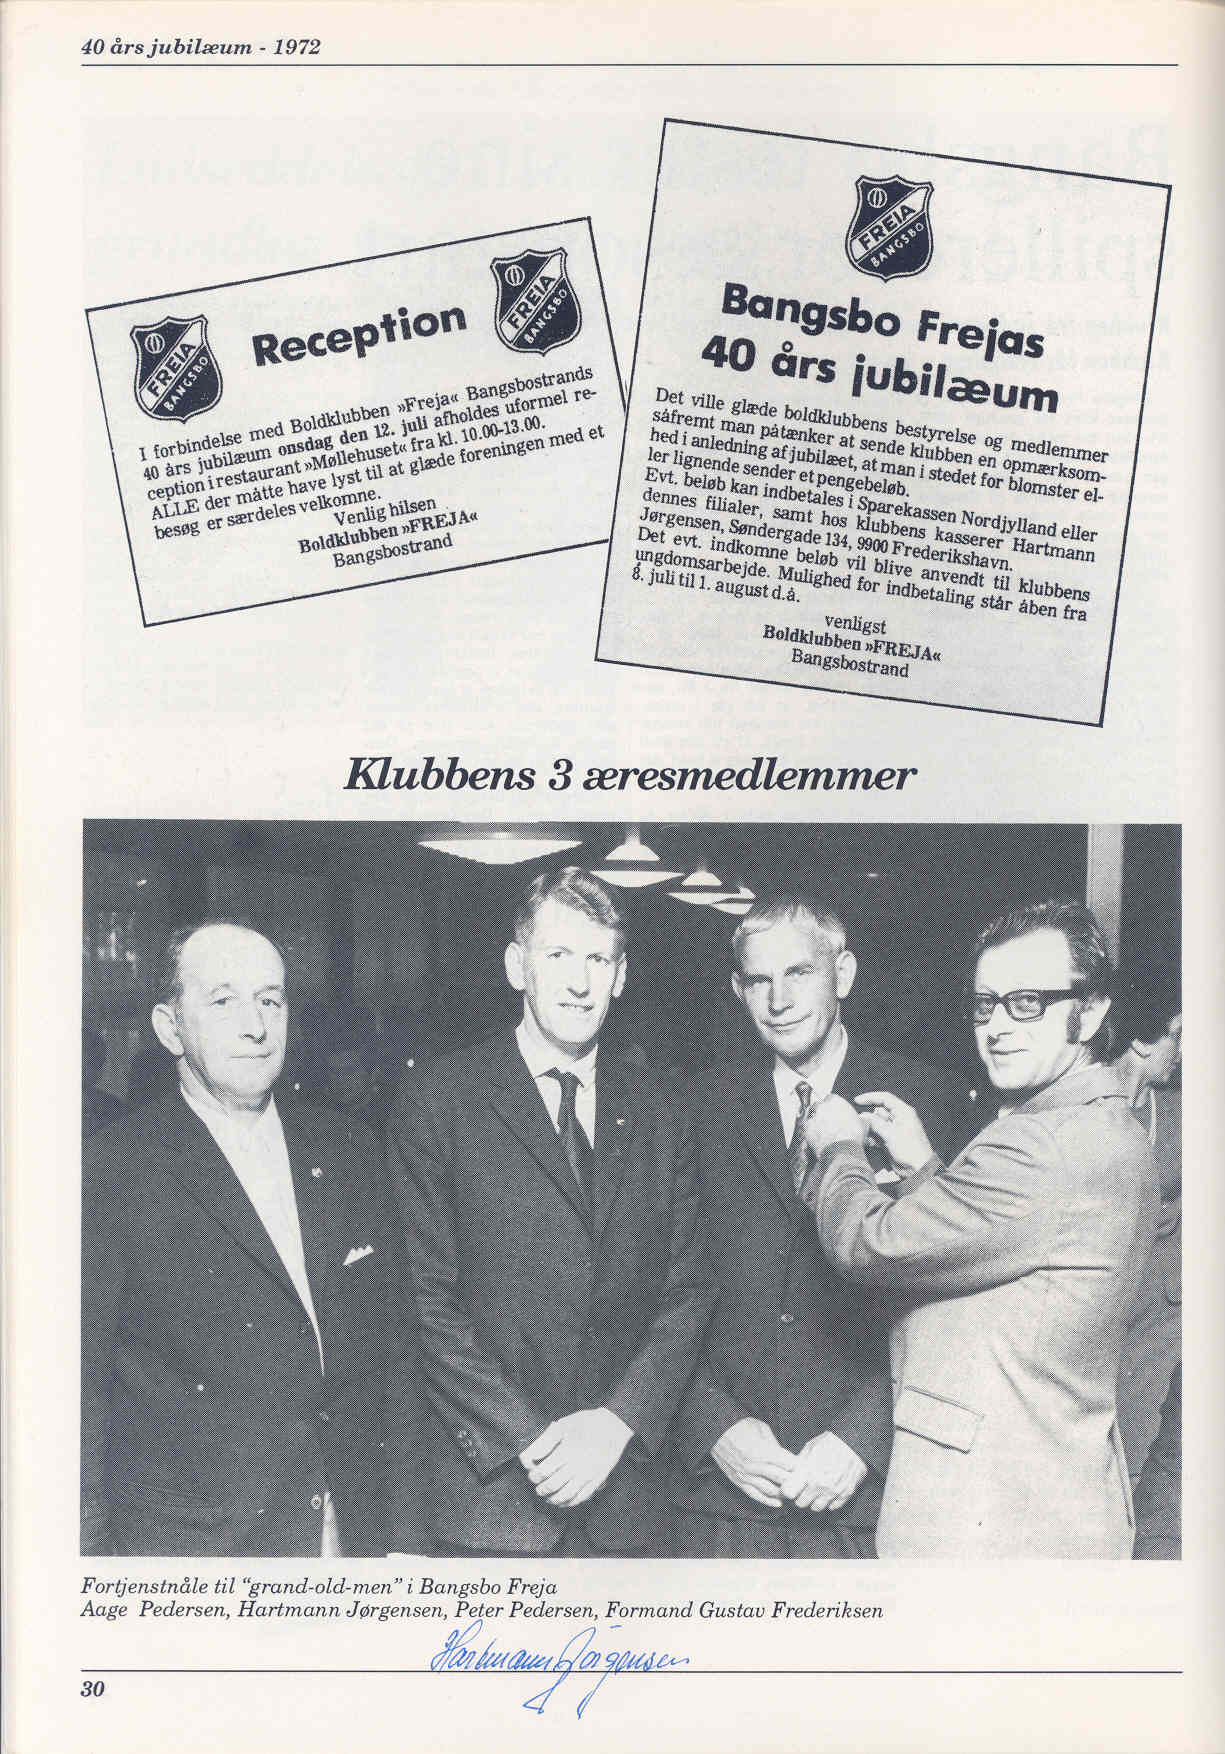 40 års jubilæum - 1972
FREIA
BANGSBO
Reception
FREIA
BANGSBO
I forbindelse med Boldklubben »Freja« Bangsbostrands
40 års jubilæum onsdag den 12. juli afholdes uformel re-
ception i restaurant »Møllehuset« fra kl. 10.00-13.00.
ALLE der måtte have lyst til at glæde foreningen med et
besøg er særdeles velkomne.
Venlig hilsen
Boldklubben »FREJA«
Bangsbostrand
FREIA
BANGSBO
Bangsbo Frejas
40 års jubilæum
Det ville glæde boldklubbens bestyrelse og medlemmer
såfremt man påtænker at sende klubben en opmærksom-
hed i anledning af jubilæet, at man i stedet for blomster el-
ler lignende sender et pengebeløb.
Evt. beløb kan indbetales i Sparekassen Nordjylland eller
dennes filialer, samt hos klubbens kasserer Hartmann
Jørgensen, Søndergade 134, 9900 Frederikshavn.
Det evt. indkomne beløb vil blive anvendt til klubbens
ungdomsarbejde. Mulighed for indbetaling står åben fra
8. juli til 1. august d.å.
venligst
Boldklubben »FREJA«
Bangsbostrand
Klubbens 3 æresmedlemmer
Fortjenstnåle til "grand-old-men" i Bangsbo Freja
Aage Pedersen, Hartmann Jørgensen, Peter Pedersen, Formand Gustav Frederiksen
Hartmann Jørgensen
30